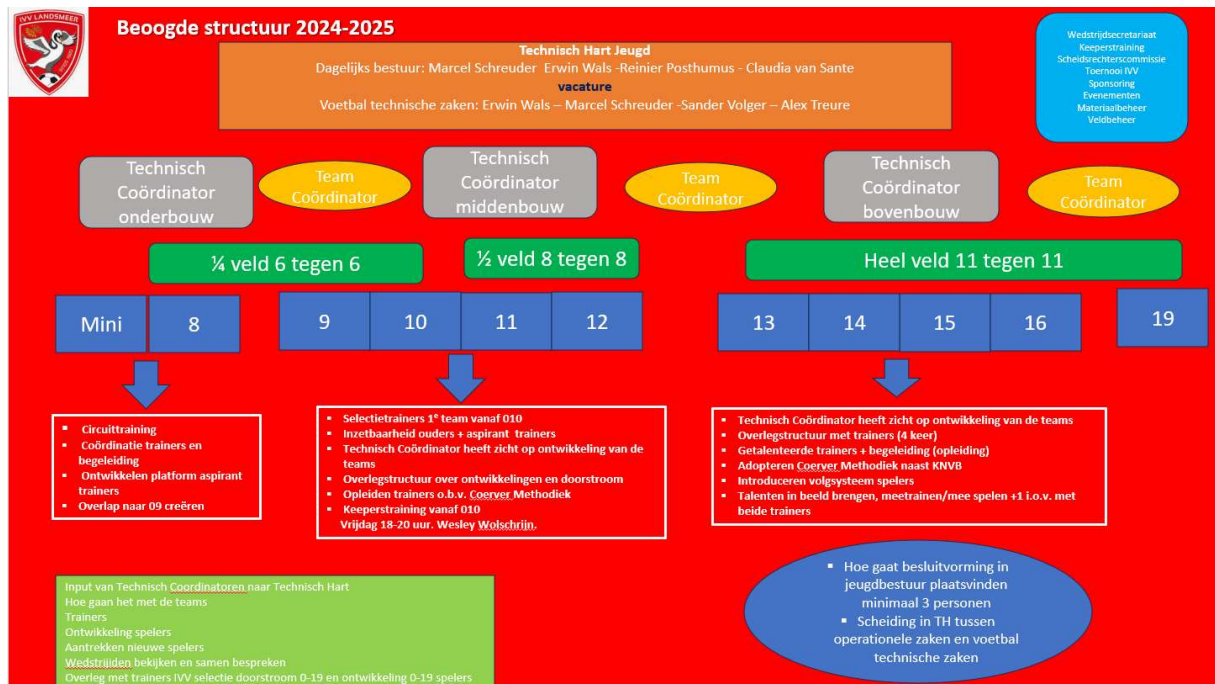 IVV LANDSMEER
Beoogde structuur 2024-2025
Technisch Hart Jeugd
Dagelijks bestuur: Marcel Schreuder Erwin Wals -Reinier Posthumus - Claudia van Sante
vacature
Voetbal technische zaken: Erwin Wals – Marcel Schreuder -Sander Volger – Alex Treure
Wedstrijdsecretariaat
Keeperstraining
Scheidsrechterscommissie
Toernooi IVV
Sponsoring
Evenementen
Materiaalbeheer
Veldbeheer
Technisch
Coördinator
onderbouw
Team
Coördinator
Technisch
Coördinator
middenbouw
Team
Coördinator
Technisch
Coördinator
bovenbouw
Team
Coördinator
¼ veld 6 tegen 6
½ veld 8 tegen 8
Heel veld 11 tegen 11
Mini
8
9
10
11
12
13
14
15
16
19
▪ Circuittraining
▪ Coördinatie trainers en
begeleiding
▪ Ontwikkelen platform aspirant
trainers
▪ Overlap naar 09 creëren
▪ Selectietrainers 1e team vanaf 010
▪ Inzetbaarheid ouders + aspirant trainers
▪ Technisch Coördinator heeft zicht op ontwikkeling van de
teams
▪ Overlegstructuur over ontwikkelingen en doorstroom
▪ Opleiden trainers o.b.v. Coerver Methodiek
▪ Keeperstraining vanaf 010
Vrijdag 18-20 uur. Wesley Wolschrijn.
▪ Technisch Coördinator heeft zicht op ontwikkeling van de teams
▪ Overlegstructuur met trainers (4 keer)
▪ Getalenteerde trainers + begeleiding (opleiding)
▪ Adopteren Coerver Methodiek naast KNVB
▪ Introduceren volgsysteem spelers
▪ Talenten in beeld brengen, meetrainen/mee spelen +1 i.o.v. met
beide trainers
Input van Technisch Coordinatoren naar Technisch Hart
Hoe gaan het met de teams
Trainers
Ontwikkeling spelers
Aantrekken nieuwe spelers
Wedstrijiden bekijken en samen bespreken
Overleg met trainers IVV selectie doorstroom 0-19 en ontwikkeling 0-19 spelers
▪ Hoe gaat besluitvorming in
jeugdbestuur plaatsvinden
minimaal 3 personen
▪ Scheiding in TH tussen
operationele zaken en voetbal
technische zaken